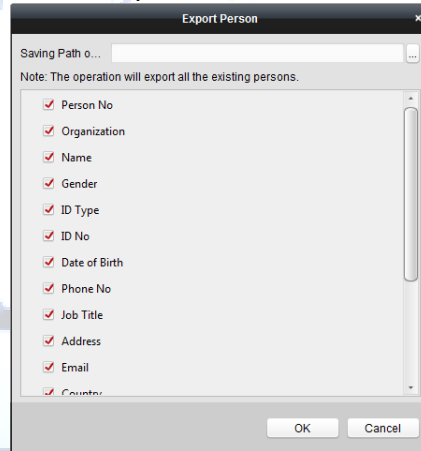 Export Person ×
Saving Path o... ...
Note: The operation will export all the existing persons.
Person No
Organization
Name
Gender
ID Type
ID No
Date of Birth
Phone No
Job Title
Address
Email
Country
OK Cancel